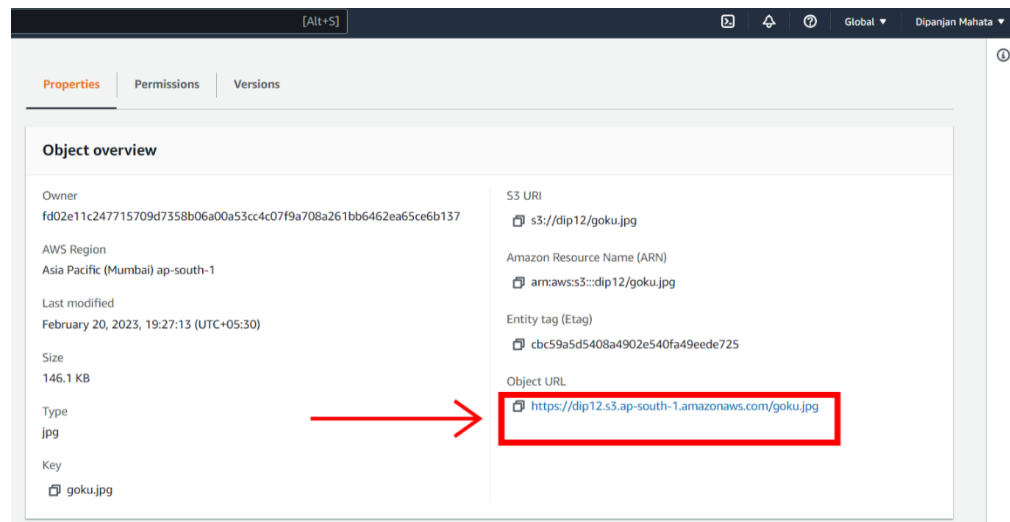 [Alt+S] Global Dipanjan Mahata
Properties Permissions Versions
Object overview
Owner
fd02e11c247715709d7358b06a00a53cc4c07f9a708a261bb6462ea65ce6b137
AWS Region
Asia Pacific (Mumbai) ap-south-1
Last modified
February 20, 2023, 19:27:13 (UTC+05:30)
Size
146.1 KB
Type
jpg
Key
goku.jpg
S3 URI
s3://dip12/goku.jpg
Amazon Resource Name (ARN)
arn:aws:s3:::dip12/goku.jpg
Entity tag (Etag)
cbc59a5d5408a4902e540fa49eede725
Object URL
https://dip12.s3.ap-south-1.amazonaws.com/goku.jpg